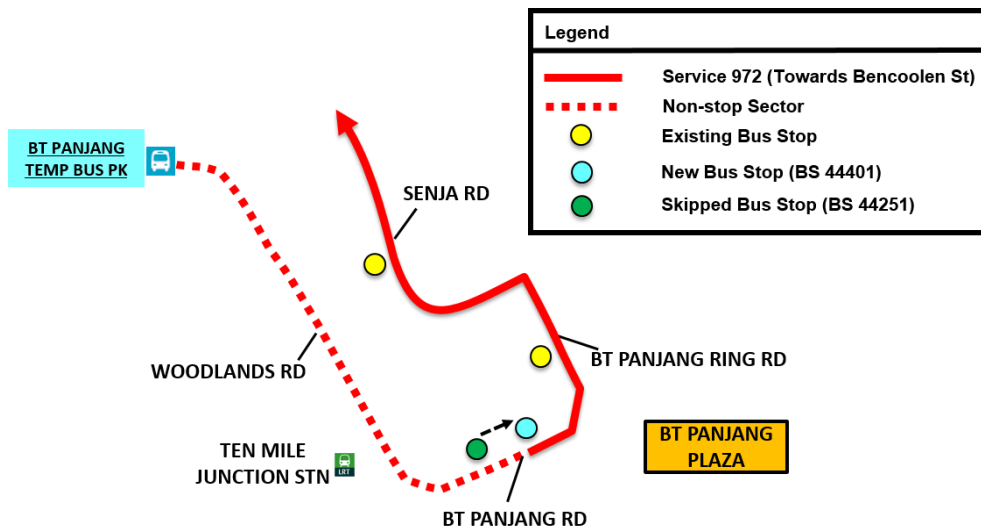 Legend
Service 972 (Towards Bencoolen St)
Non-stop Sector
Existing Bus Stop
New Bus Stop (BS 44401)
Skipped Bus Stop (BS 44251)
BT PANJANG
TEMP BUS PK
SENJA RD
WOODLANDS RD
BT PANJANG RING RD
TEN MILE
JUNCTION STN
LRT
BT PANJANG
PLAZA
BT PANJANG RD